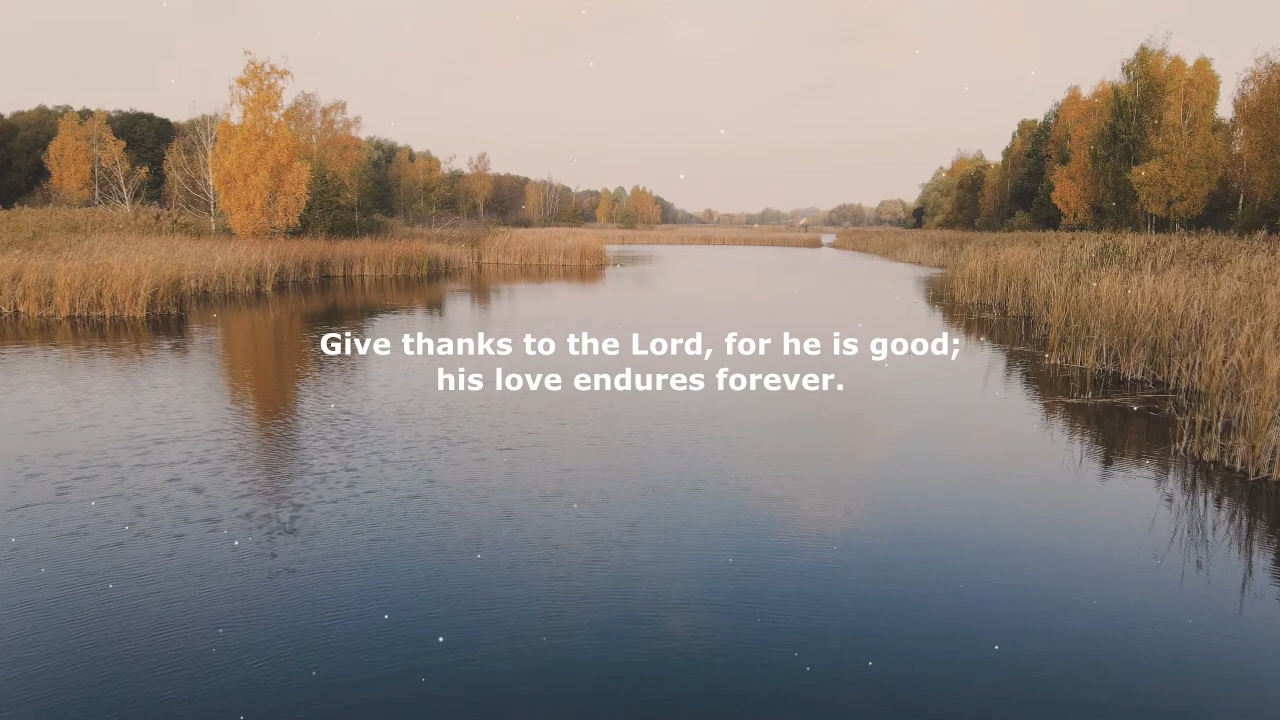 Give thanks to the Lord, for he is good;
his love endures forever.